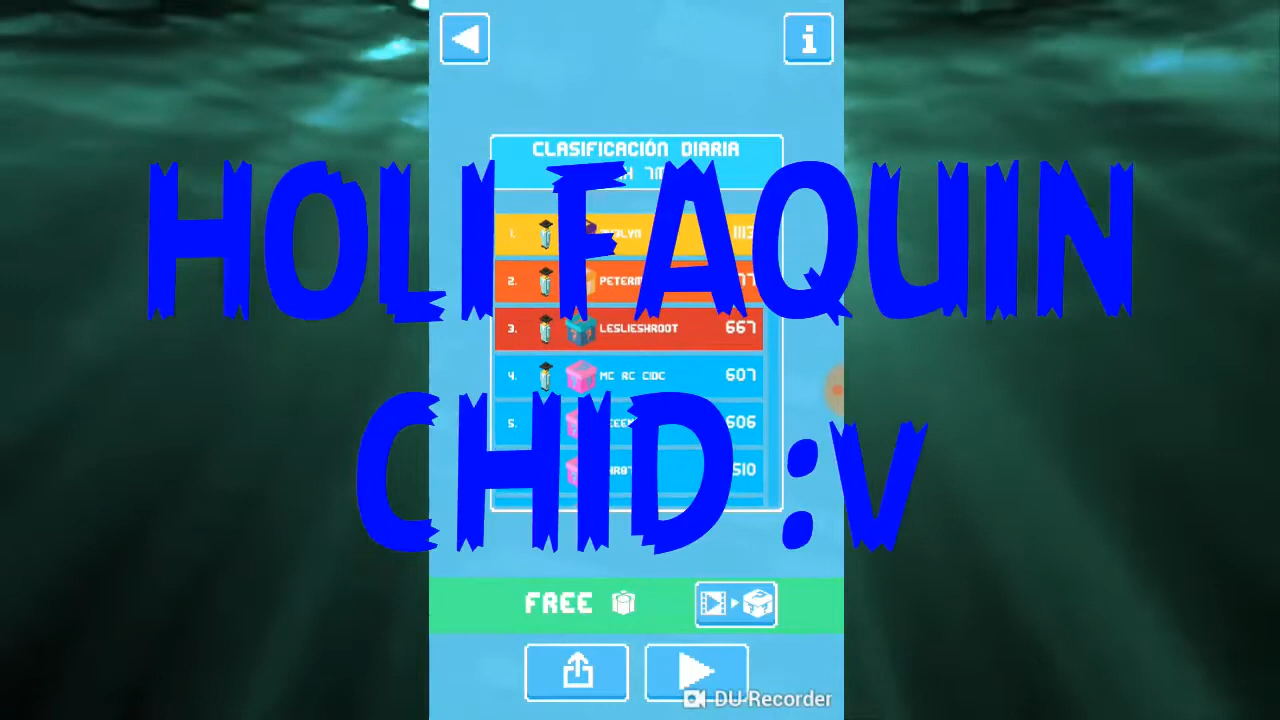 CLASIFICACIÓN DIARIA
HOLI FAQUIN
1.
2.
3. LESLIESHROOT 667
4. MC RC CIDC 607
5. 606
510
CHID :V
FREE
DU Recorder